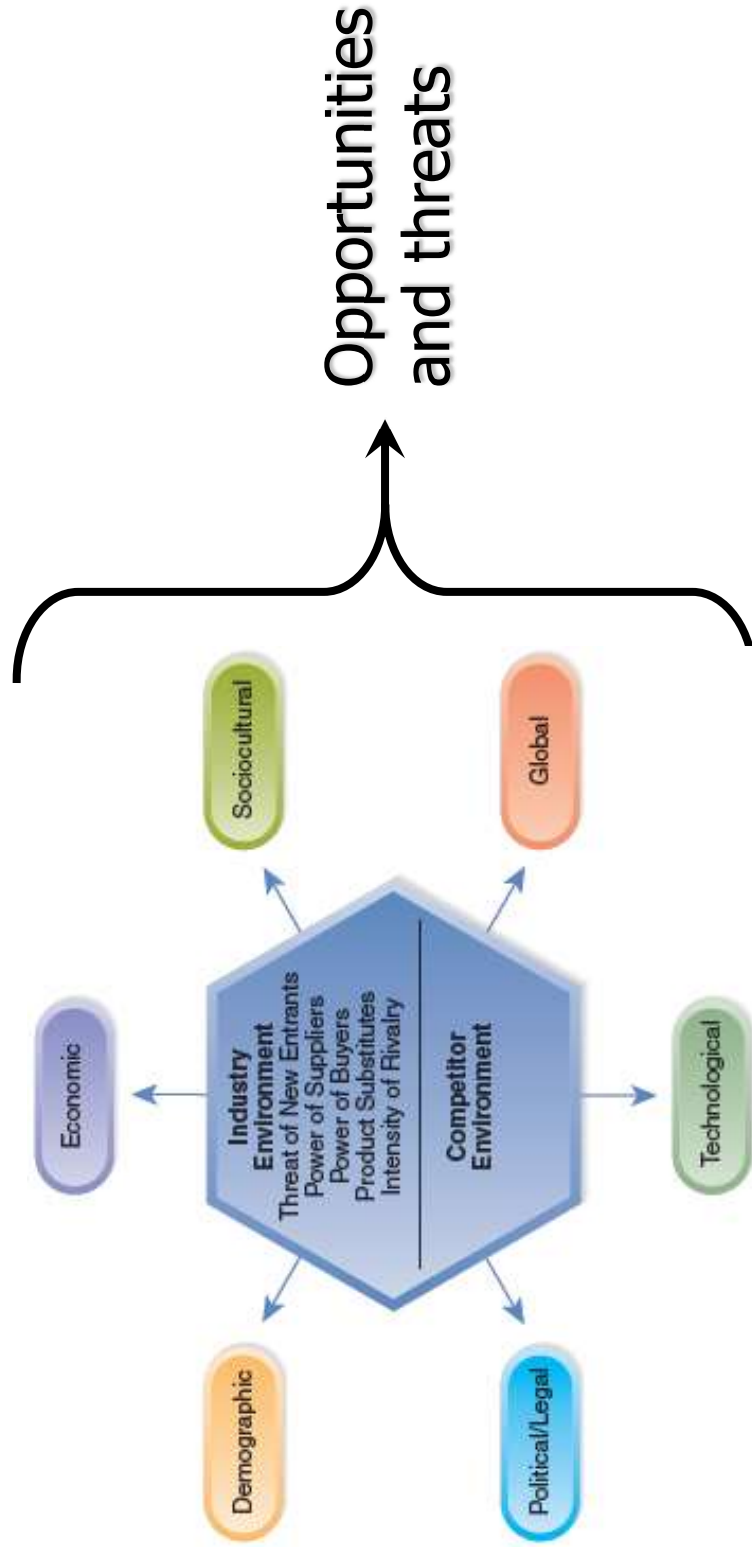 Economic
Demographic
Sociocultural
Industry
Environment
Threat of New Entrants
Power of Suppliers
Power of Buyers
Product Substitutes
Intensity of Rivalry
Competitor
Environment
Political/Legal
Global
Technological
Opportunities
and threats